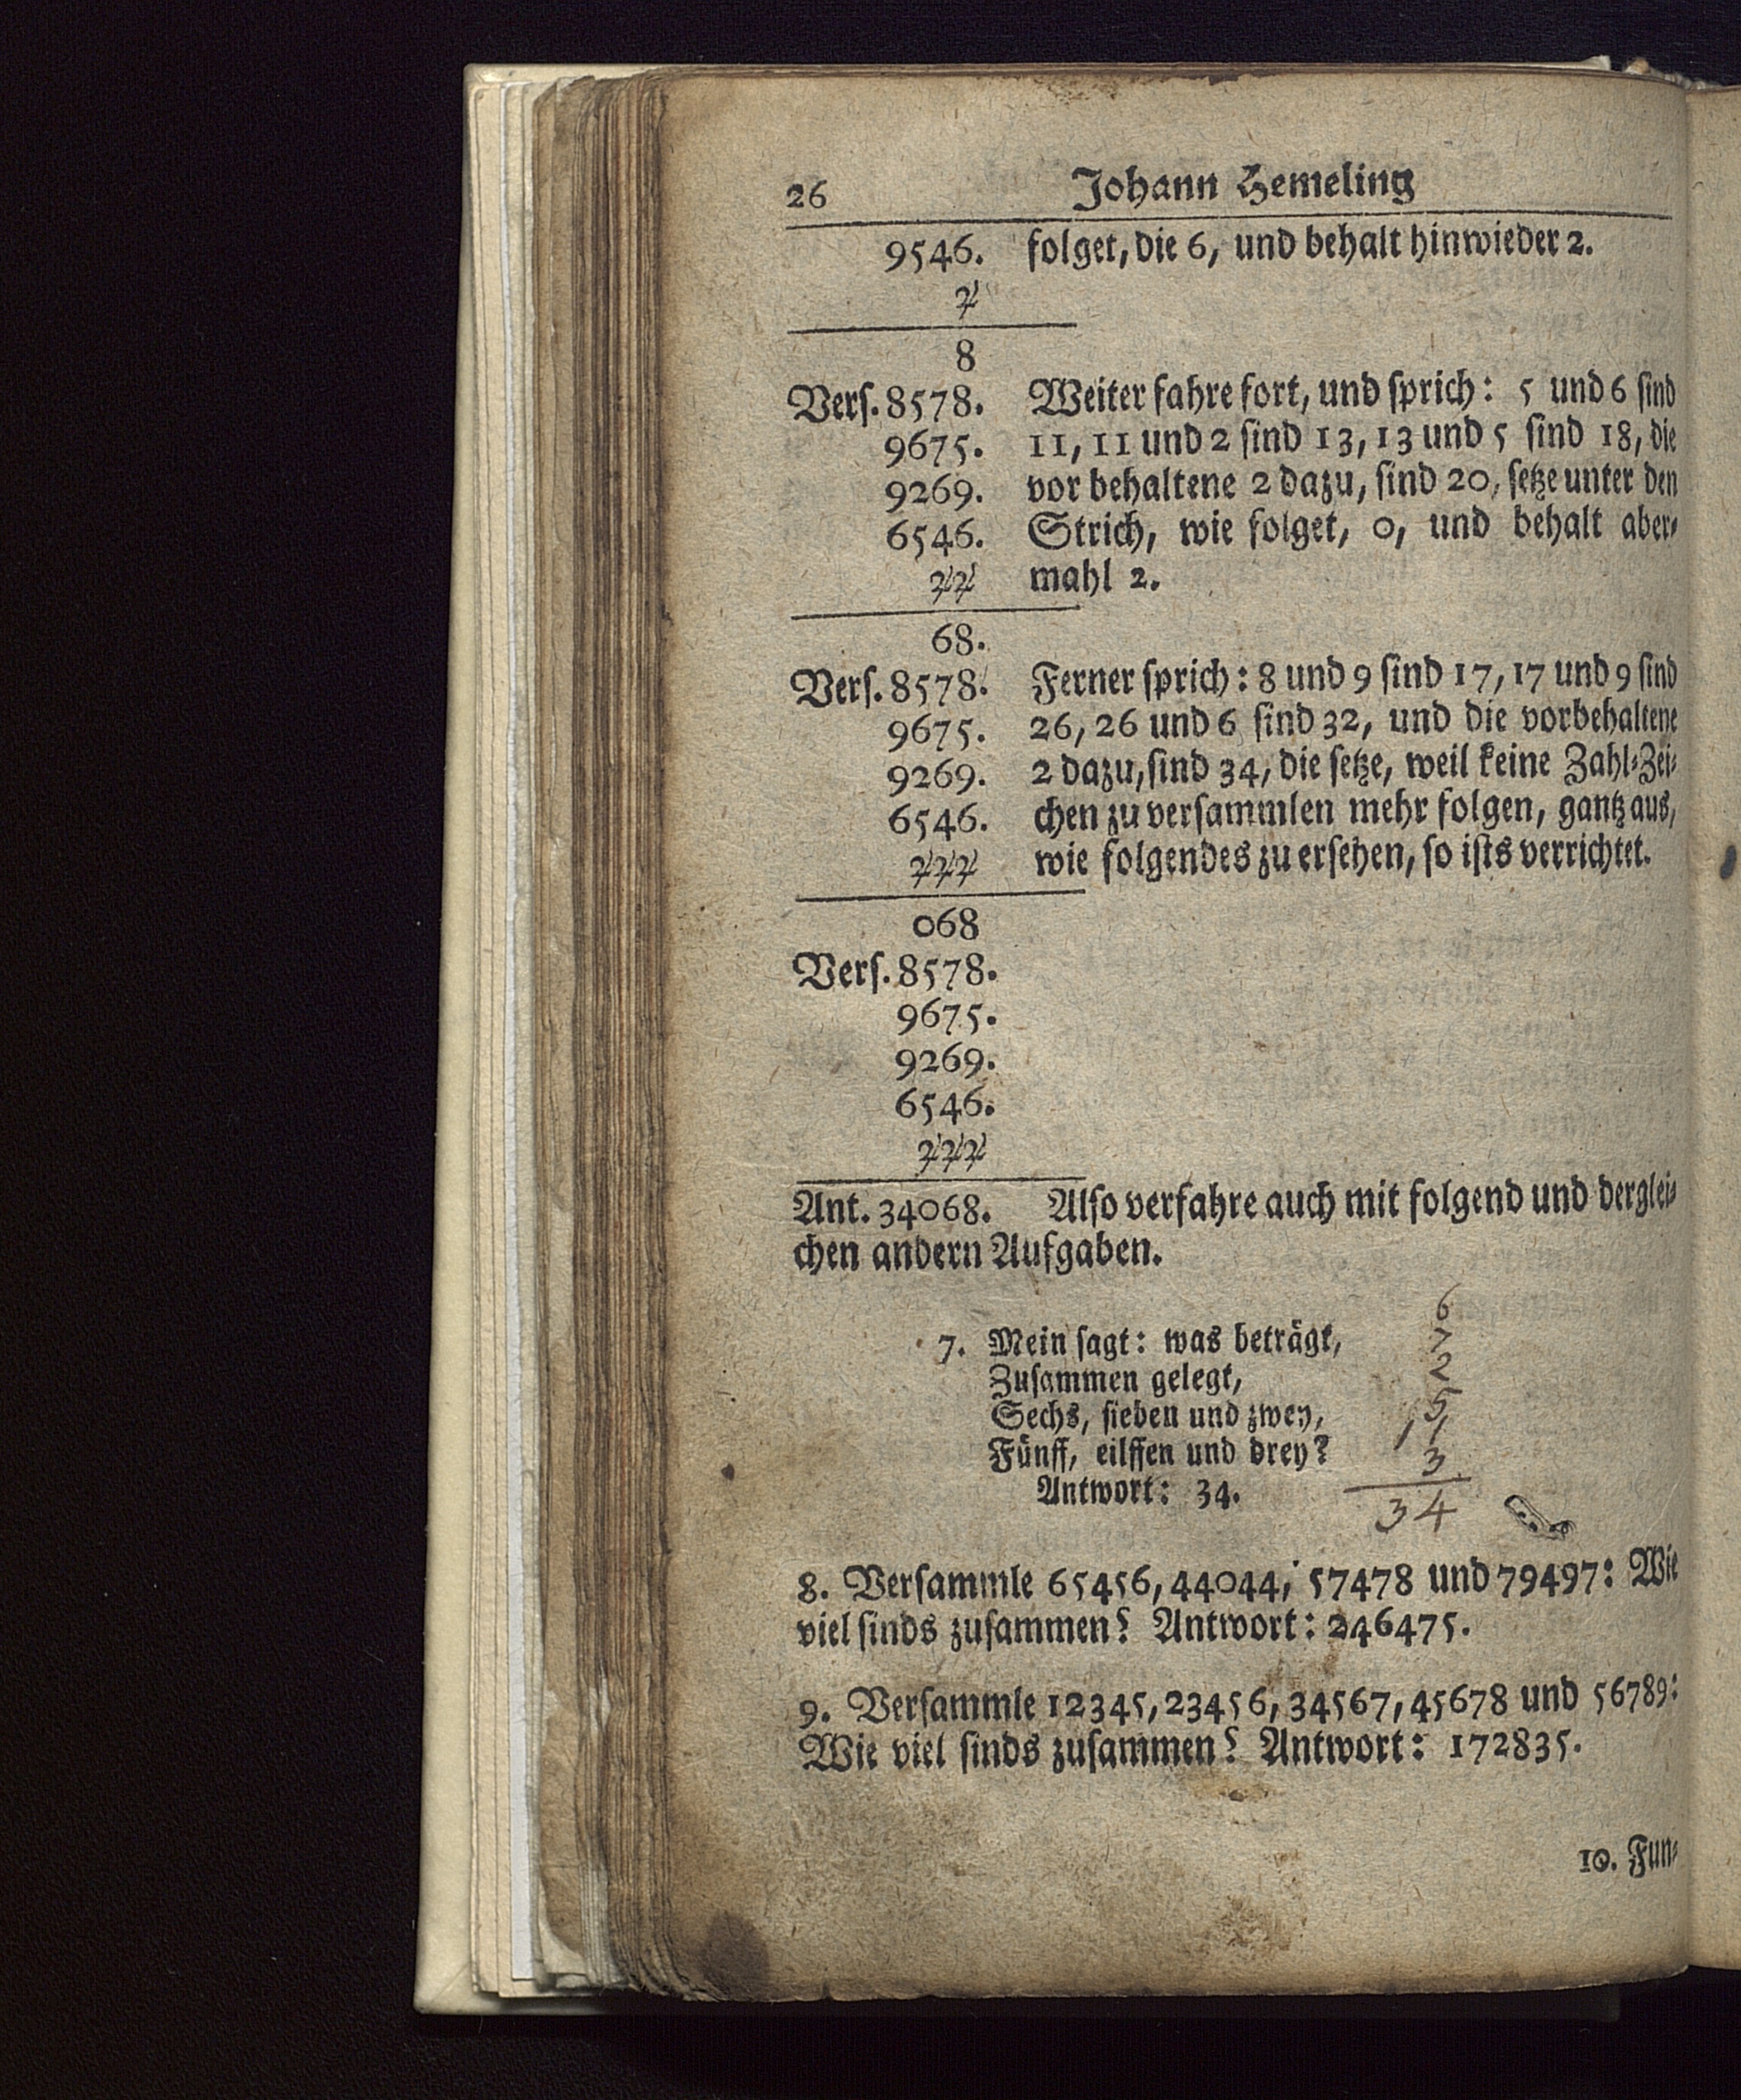 26 Johann Hemeling
9546. folget, die 6, und behalt hinwieder 2.
2
8
Vers. 8578. Weiter fahre fort, und sprich: 5 und 6 sind
9675. 11, 11 und 2 sind 13, 13 und 5 sind 18, die
9269. vor behaltene 2 dazu, sind 20, setze unter den
6546. Strich, wie folget, 0, und behalt aber-
22 mahl 2.
68.
Vers. 8578. Ferner sprich: 8 und 9 sind 17, 17 und 9 sind
9675. 26, 26 und 6 sind 32, und die vorbehaltene
9269. 2 dazu, sind 34, die setze, weil keine Zahl-Zei-
6546. chen zu versammlen mehr folgen, gantz aus,
222 wie folgendes zu ersehen, so ists verrichtet.
068
Vers. 8578.
9675.
9269.
6546.
222
Ant. 34068. Also verfahre auch mit folgend und derglei-
chen andern Aufgaben.
7. Mein sagt: was beträgt,
Zusammen gelegt,
Sechs, sieben und zwey,
Fünff, eilffen und drey?
Antwort: 34.
6
7
2
5
11
3
34
8. Versammle 65456, 44044, 57478 und 79497: Wie
viel sinds zusammen? Antwort: 246475.
9. Versammle 12345, 23456, 34567, 45678 und 56789:
Wie viel sinds zusammen? Antwort: 172835.
10. Fun-